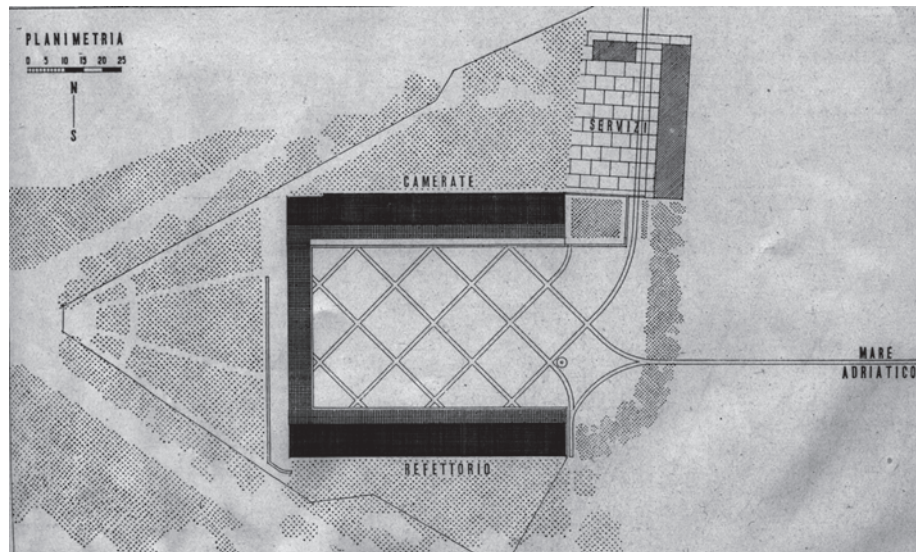 PLANIMETRIA
0 5 10 15 20 25
N
S
SERVIZI
CAMERATE
MARE
ADRIATICO
REFETTORIO